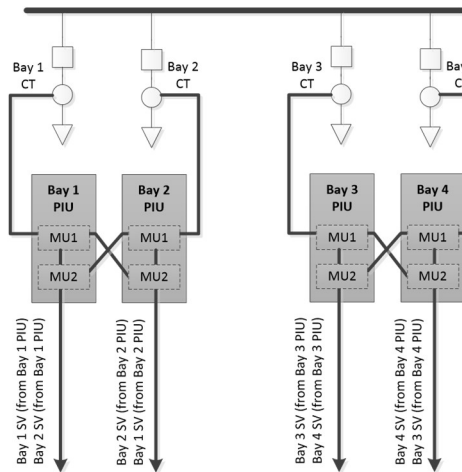 Bay 1
CT
Bay 2
CT
Bay 3
CT
Bay 1
PIU
Bay 2
PIU
Bay 3
PIU
Bay 4
PIU
MU1
MU1
MU1
MU1
MU2
MU2
MU2
MU2
Bay 1 SV (from Bay 1 PIU)
Bay 2 SV (from Bay 1 PIU)
Bay 2 SV (from Bay 2 PIU)
Bay 1 SV (from Bay 2 PIU)
Bay 3 SV (from Bay 3 PIU)
Bay 4 SV (from Bay 3 PIU)
Bay 4 SV (from Bay 4 PIU)
Bay 3 SV (from Bay 4 PIU)